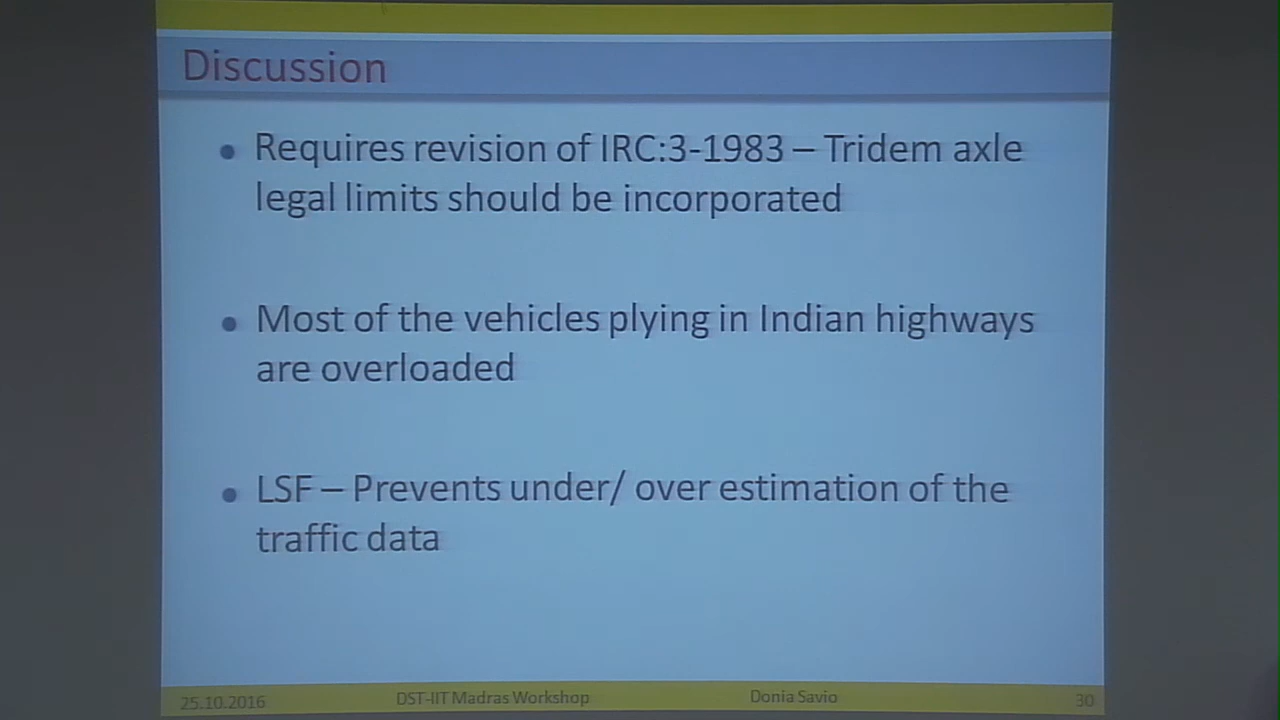 Discussion
• Requires revision of IRC:3-1983 – Tridem axle
legal limits should be incorporated
• Most of the vehicles plying in Indian highways
are overloaded
• LSF – Prevents under/ over estimation of the
traffic data
25.10.2016 DST-IIT Madras Workshop Donia Savio 30